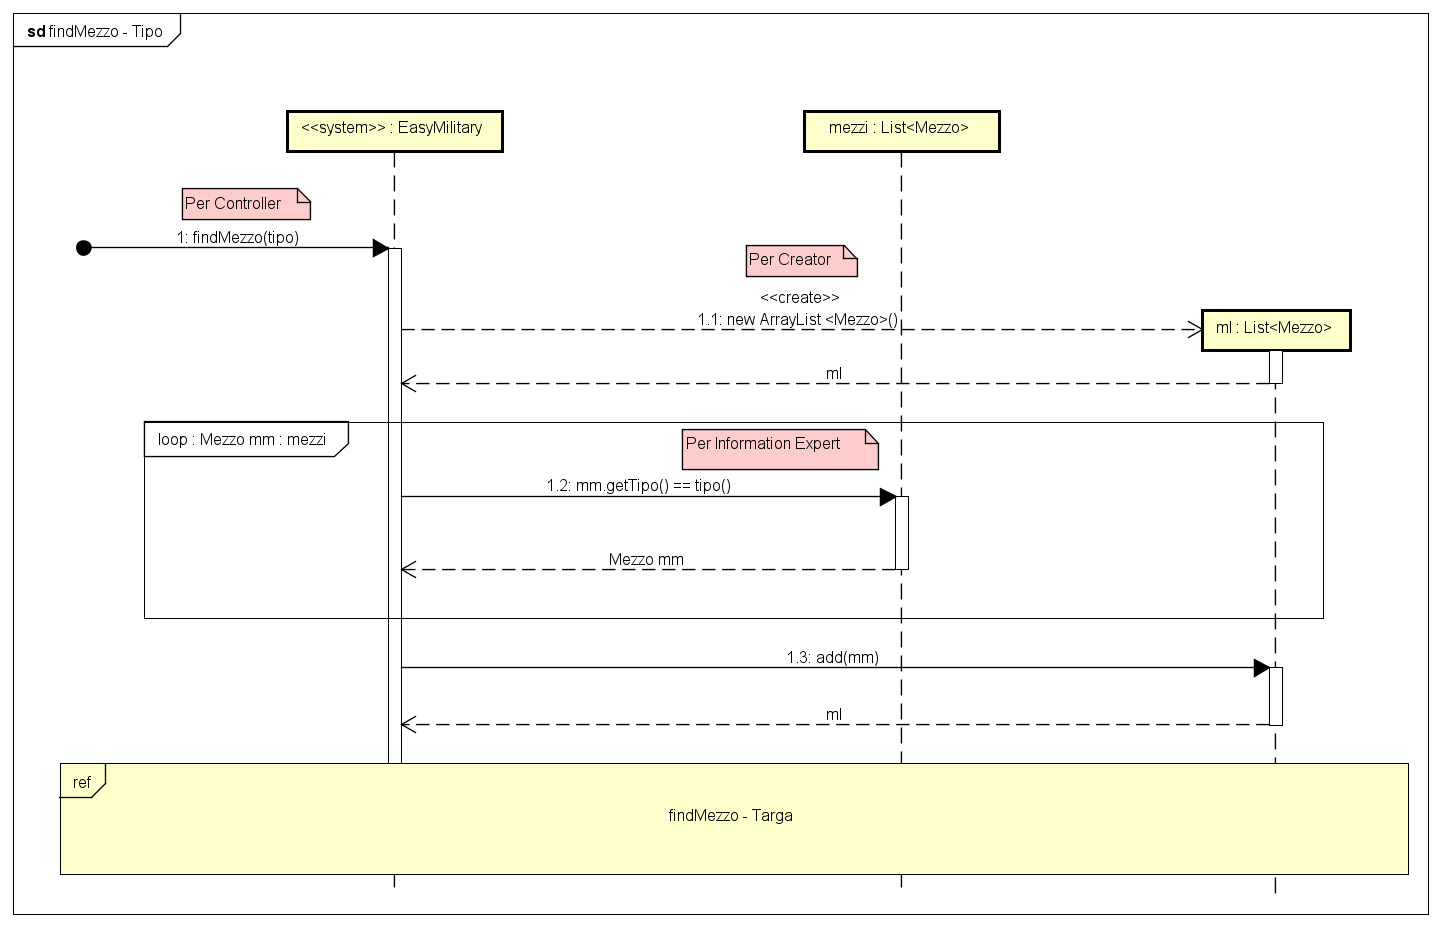 sd findMezzo - Tipo
<<system>> : EasyMilitary
mezzi : List<Mezzo>
Per Controller
1: findMezzo(tipo)
Per Creator
<<create>>
1.1: new ArrayList <Mezzo>()
ml : List<Mezzo>
ml
loop : Mezzo mm : mezzi
Per Information Expert
1.2: mm.getTipo() == tipo()
Mezzo mm
1.3: add(mm)
ml
ref
findMezzo - Targa